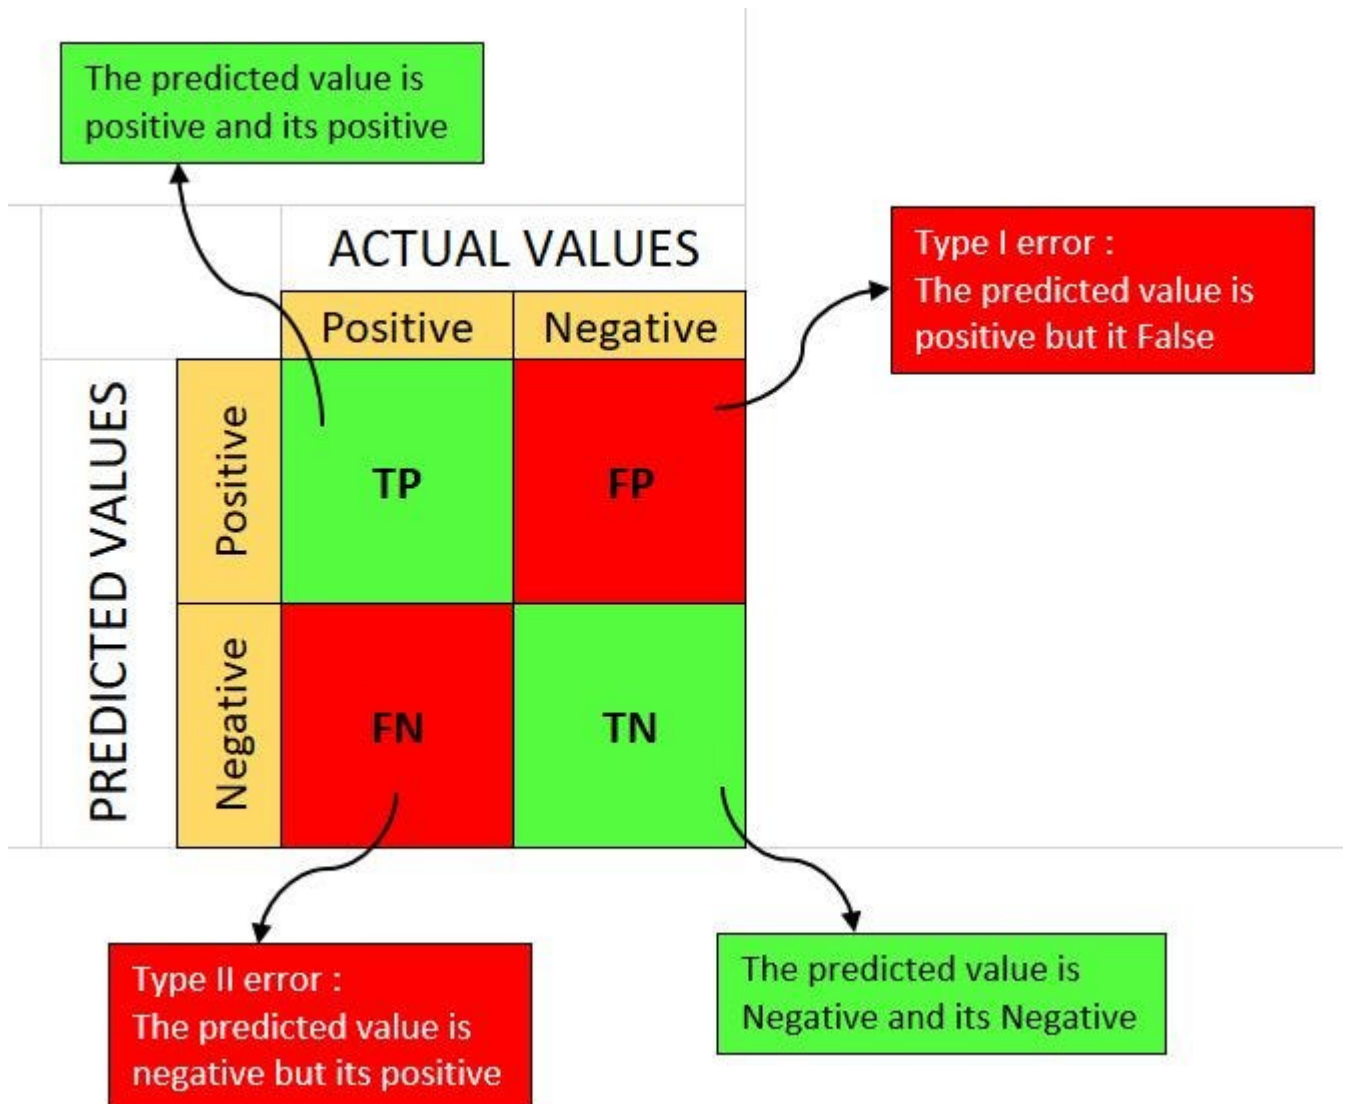 The predicted value is
positive and its positive
ACTUAL VALUES
Type I error :
The predicted value is
positive but it False
Positive
Negative
PREDICTED VALUES
Positive
TP
FP
Negative
FN
TN
Type II error :
The predicted value is
negative but its positive
The predicted value is
Negative and its Negative